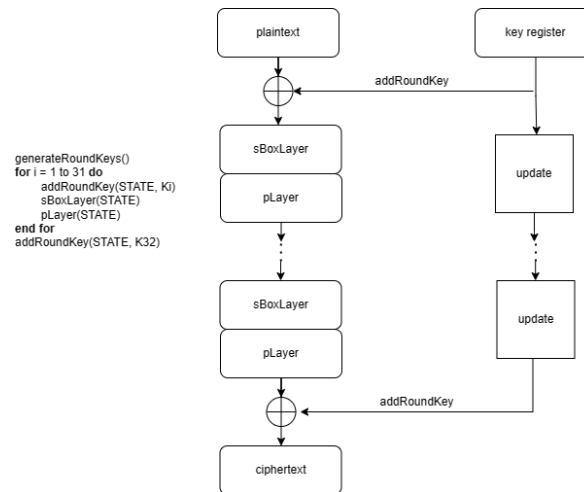 plaintext
key register
addRoundKey
sBoxLayer
pLayer
update
generateRoundKeys()
for i = 1 to 31 do
addRoundKey(STATE, Ki)
sBoxLayer(STATE)
pLayer(STATE)
end for
addRoundKey(STATE, K32)
sBoxLayer
pLayer
update
addRoundKey
ciphertext